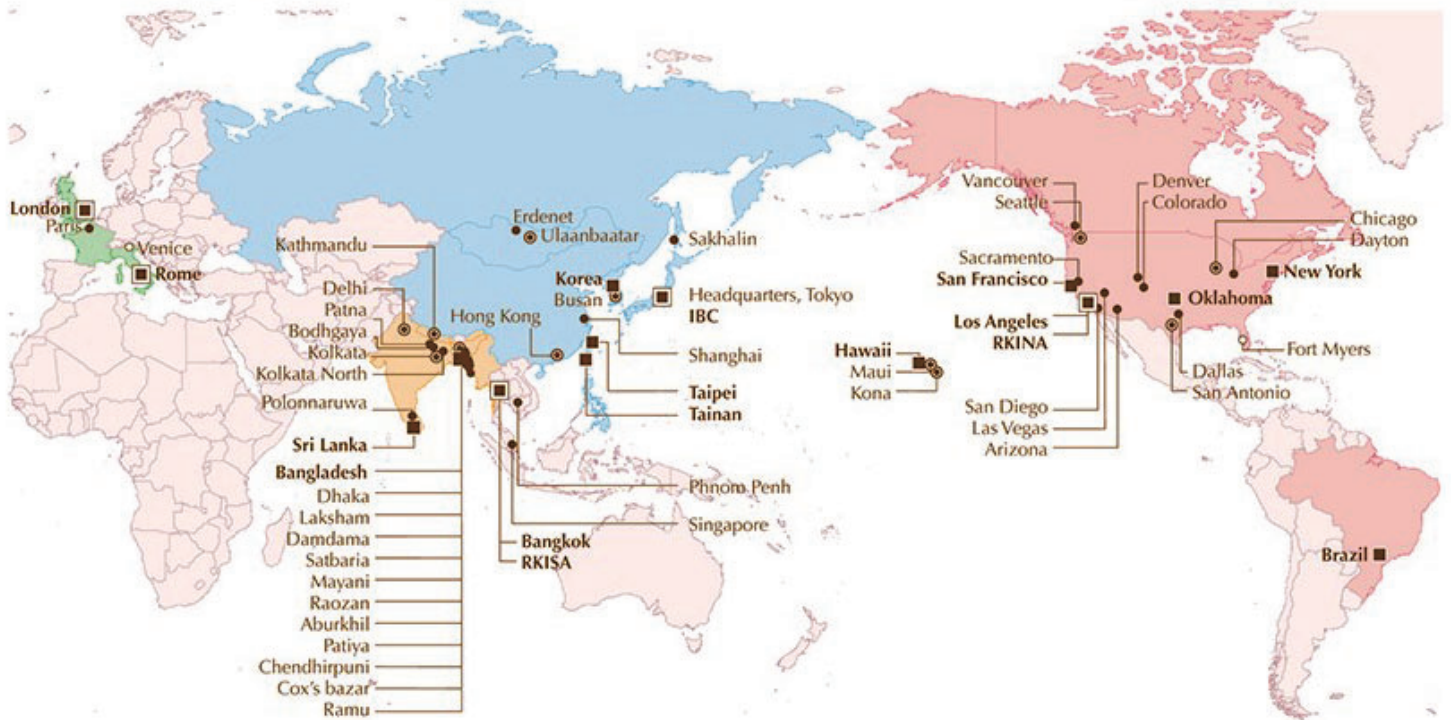 London
Paris
Venice
Rome
Kathmandu
Delhi
Patna
Bodhgaya
Kolkata
Kolkata North
Polonnaruwa
Sri Lanka
Bangladesh
Dhaka
Laksham
Damdama
Satbaria
Mayani
Raozan
Aburkhil
Patiya
Chendhirpuni
Cox's bazar
Ramu
Erdenet
Ulaanbaatar
Sakhalin
Korea
Busan
Headquarters, Tokyo
IBC
Hong Kong
Shanghai
Taipei
Tainan
Phnom Penh
Singapore
Bangkok
RKISA
Hawaii
Maui
Kona
Vancouver
Seattle
Denver
Colorado
Chicago
Dayton
Sacramento
San Francisco
New York
Oklahoma
Los Angeles
RKINA
Fort Myers
Dallas
San Antonio
San Diego
Las Vegas
Arizona
Brazil